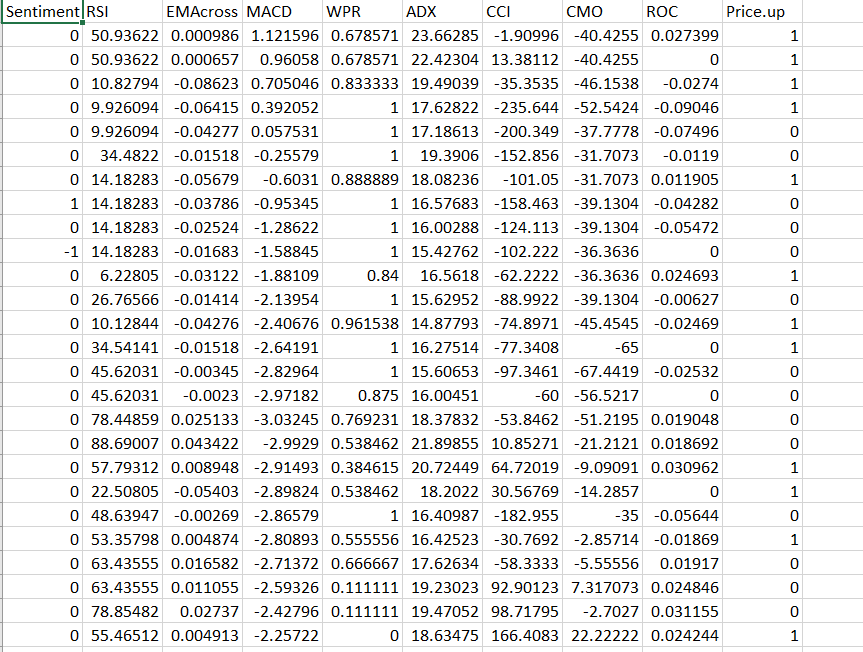 Sentiment RSI EMAcross MACD WPR ADX CCI CMO ROC Price.up
0 50.93622 0.000986 1.121596 0.678571 23.66285 -1.90996 -40.4255 0.027399 1
0 50.93622 0.000657 0.96058 0.678571 22.42304 13.38112 -40.4255 0 1
0 10.82794 -0.08623 0.705046 0.833333 19.49039 -35.3535 -46.1538 -0.0274 1
0 9.926094 -0.06415 0.392052 1 17.62822 -235.644 -52.5424 -0.09046 1
0 9.926094 -0.04277 0.057531 1 17.18613 -200.349 -37.7778 -0.07496 0
0 34.4822 -0.01518 -0.25579 1 19.3906 -152.856 -31.7073 -0.0119 0
0 14.18283 -0.05679 -0.6031 0.888889 18.08236 -101.05 -31.7073 0.011905 1
1 14.18283 -0.03786 -0.95345 1 16.57683 -158.463 -39.1304 -0.04282 0
0 14.18283 -0.02524 -1.28622 1 16.00288 -124.113 -39.1304 -0.05472 0
-1 14.18283 -0.01683 -1.58845 1 15.42762 -102.222 -36.3636 0 0
0 6.22805 -0.03122 -1.88109 0.84 16.5618 -62.2222 -36.3636 0.024693 1
0 26.76566 -0.01414 -2.13954 1 15.62952 -88.9922 -39.1304 -0.00627 0
0 10.12844 -0.04276 -2.40676 0.961538 14.87793 -74.8971 -45.4545 -0.02469 1
0 34.54141 -0.01518 -2.64191 1 16.27514 -77.3408 -65 0 1
0 45.62031 -0.00345 -2.82964 1 15.60653 -97.3461 -67.4419 -0.02532 0
0 45.62031 -0.0023 -2.97182 0.875 16.00451 -60 -56.5217 0 0
0 78.44859 0.025133 -3.03245 0.769231 18.37832 -53.8462 -51.2195 0.019048 0
0 88.69007 0.043422 -2.9929 0.538462 21.89855 10.85271 -21.2121 0.018692 0
0 57.79312 0.008948 -2.91493 0.384615 20.72449 64.72019 -9.09091 0.030962 1
0 22.50805 -0.05403 -2.89824 0.538462 18.2022 30.56769 -14.2857 0 1
0 48.63947 -0.00269 -2.86579 1 16.40987 -182.955 -35 -0.05644 0
0 53.35798 0.004874 -2.80893 0.555556 16.42523 -30.7692 -2.85714 -0.01869 1
0 63.43555 0.016582 -2.71372 0.666667 17.62634 -58.3333 -5.55556 0.01917 0
0 63.43555 0.011055 -2.59326 0.111111 19.23023 92.90123 7.317073 0.024846 0
0 78.85482 0.02737 -2.42796 0.111111 19.47052 98.71795 -2.7027 0.031155 0
0 55.46512 0.004913 -2.25722 0 18.63475 166.4083 22.22222 0.024244 1